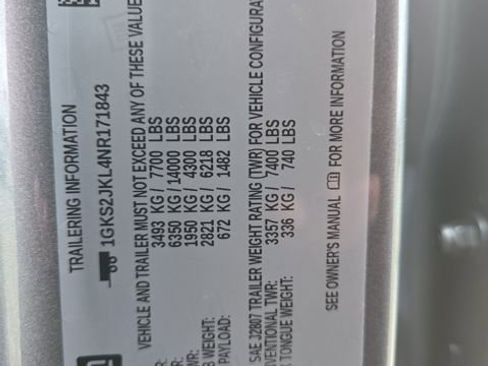 TRAILERING INFORMATION
1GKS2JKL4NR171843
VEHICLE AND TRAILER MUST NOT EXCEED ANY OF THESE VALUE
R: 3493 KG/ 7700 LBS
R: 6350 KG/ 14000 LBS
WR: 1950 KG/ 4300 LBS
B WEIGHT: 2821 KG/ 6218 LBS
PAYLOAD: 672 KG/ 1482 LBS
SAE J2807 TRAILER WEIGHT RATING (TWR) FOR VEHICLE CONFIGURA
VENTIONAL TWR: 3357 KG/ 7400 LBS
TONGUE WEIGHT: 336 KG/ 740 LBS
SEE OWNER'S MANUAL FOR MORE INFORMATION